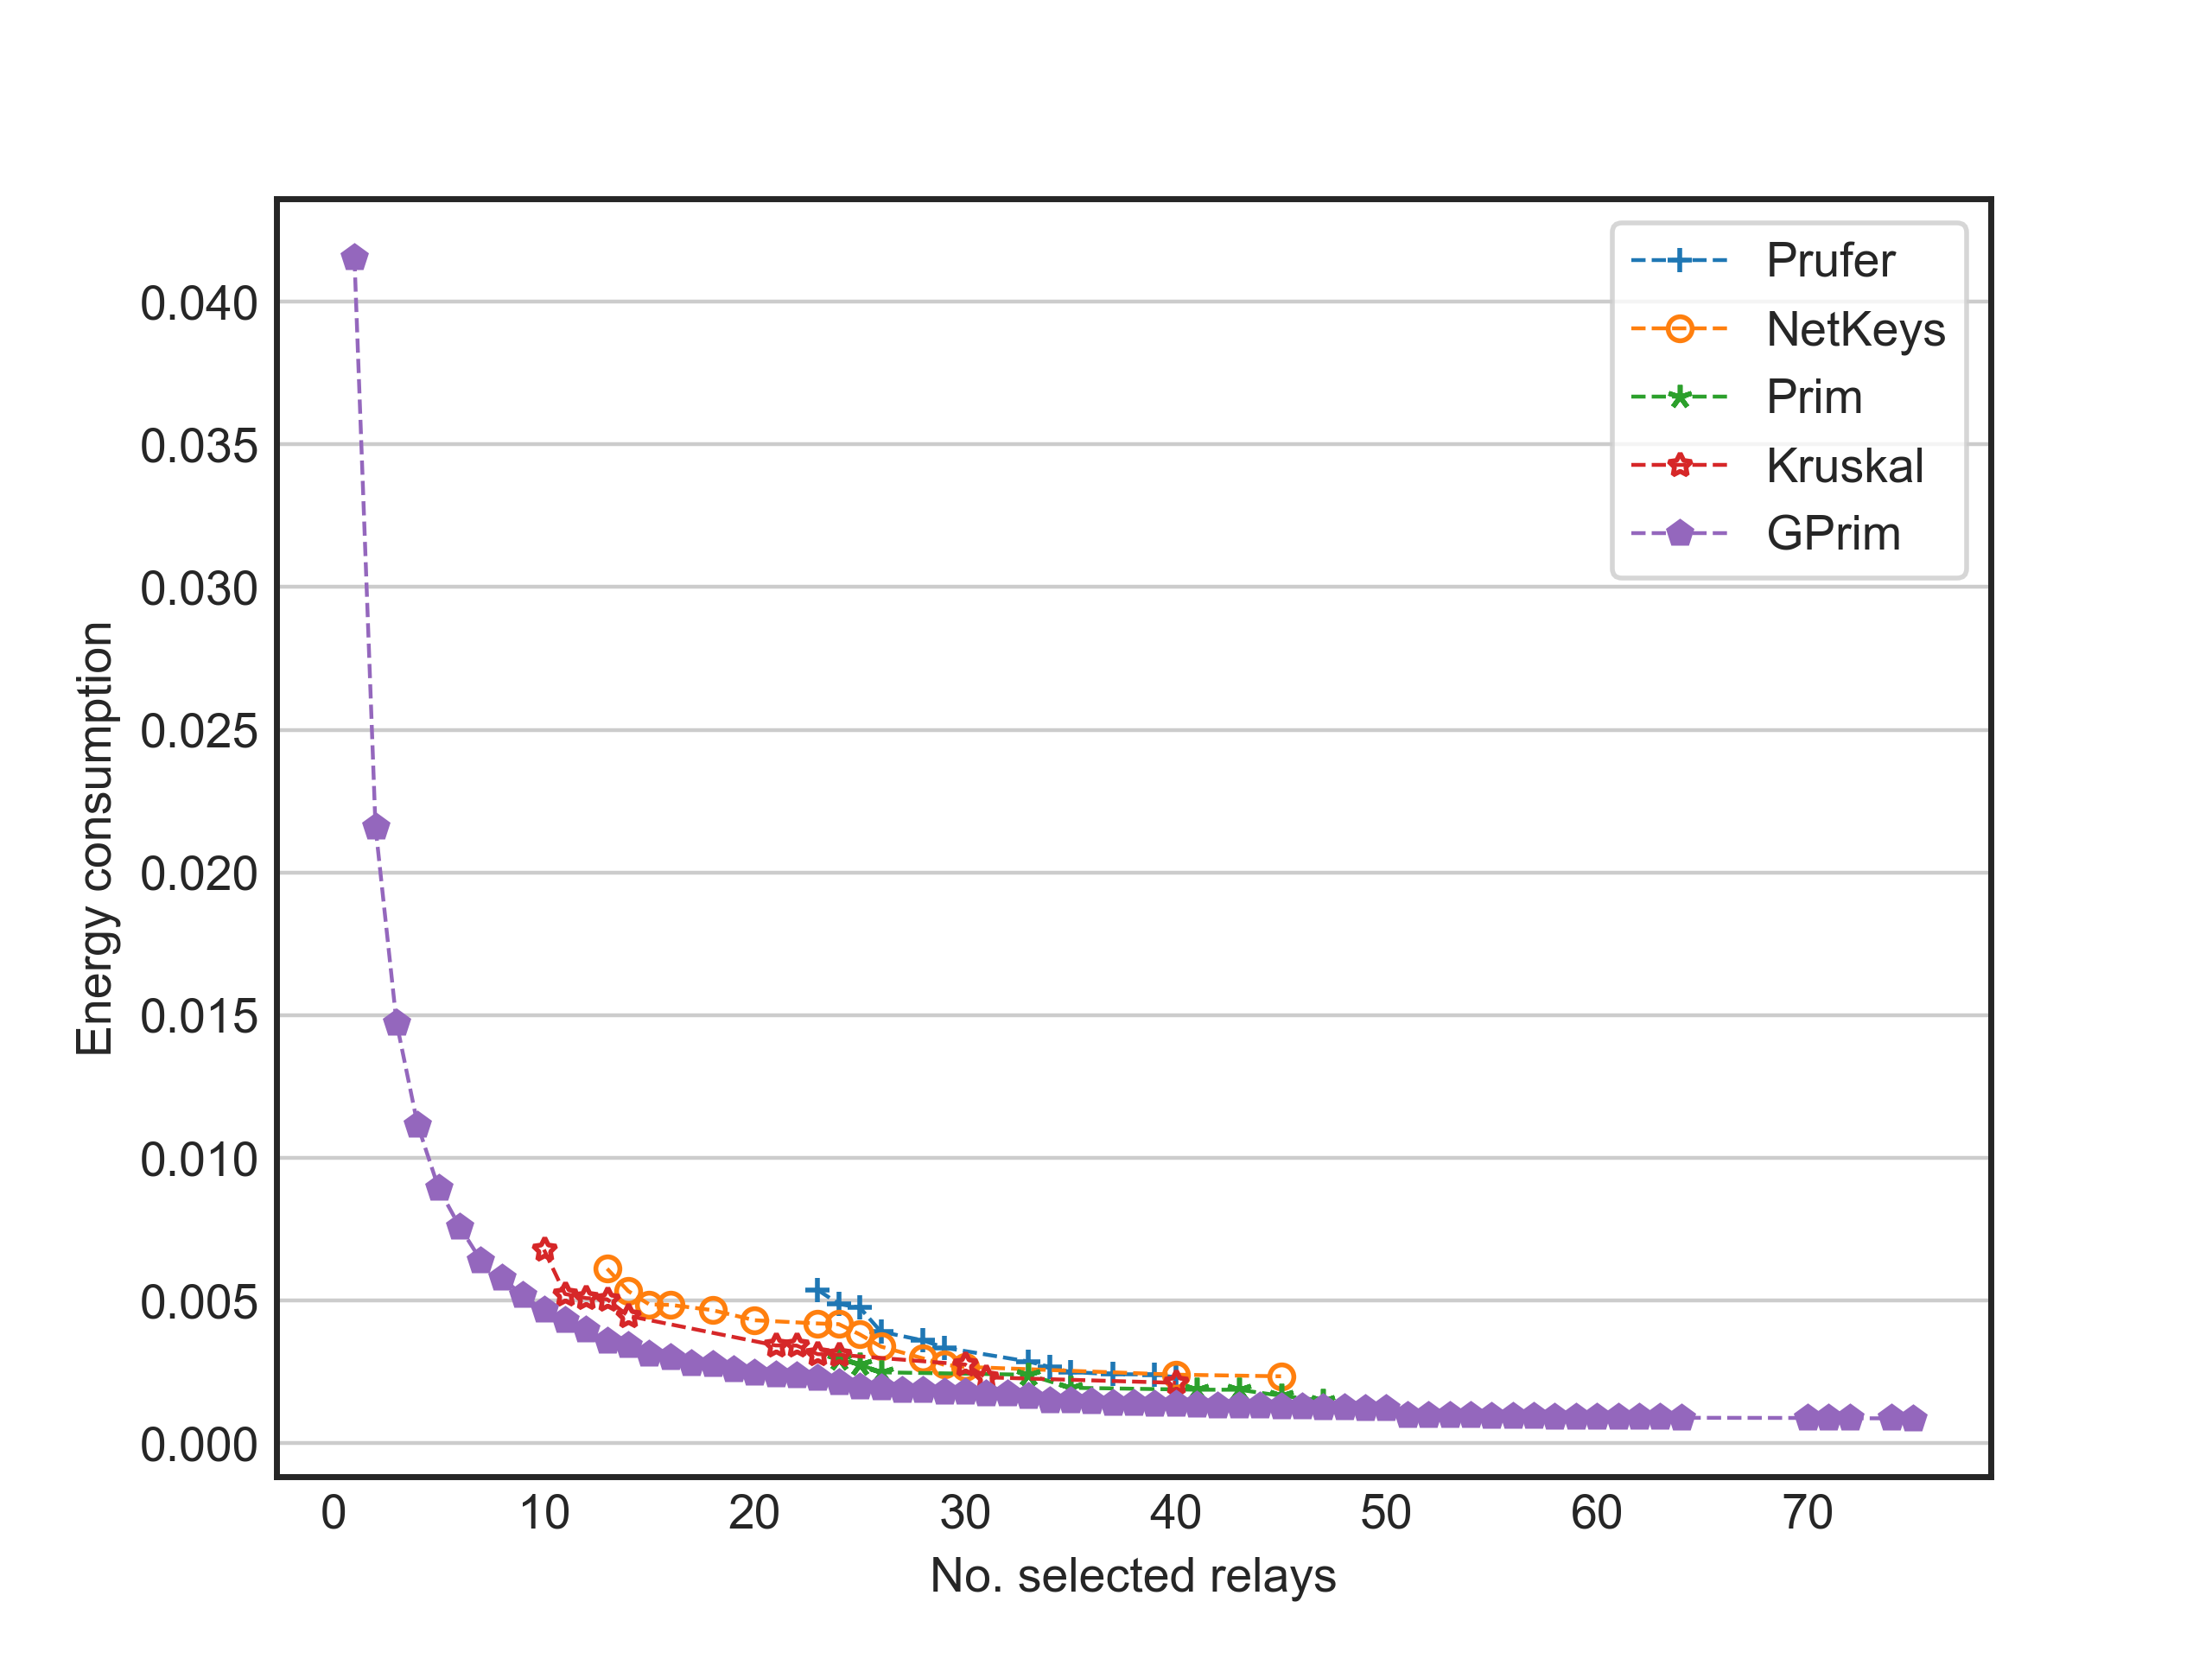 Prufer
NetKeys
Prim
Kruskal
GPrim
0.040
0.035
0.030
0.025
0.020
0.015
0.010
0.005
0.000
Energy consumption
0 10 20 30 40 50 60 70
No. selected relays